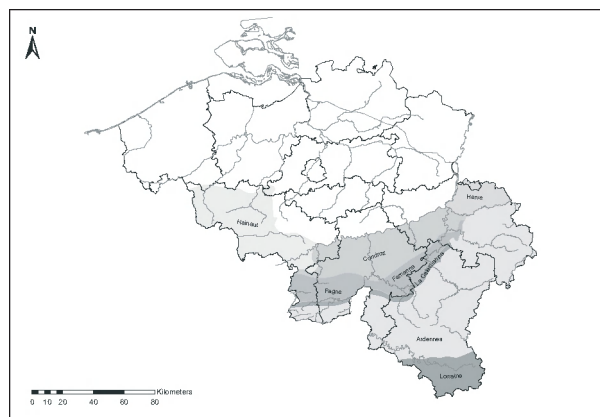 N
Hainaut
Herve
Condroz
Famenne
Fagne
Ardennes
Lorraine
Kilometers
0 10 20 40 60 80